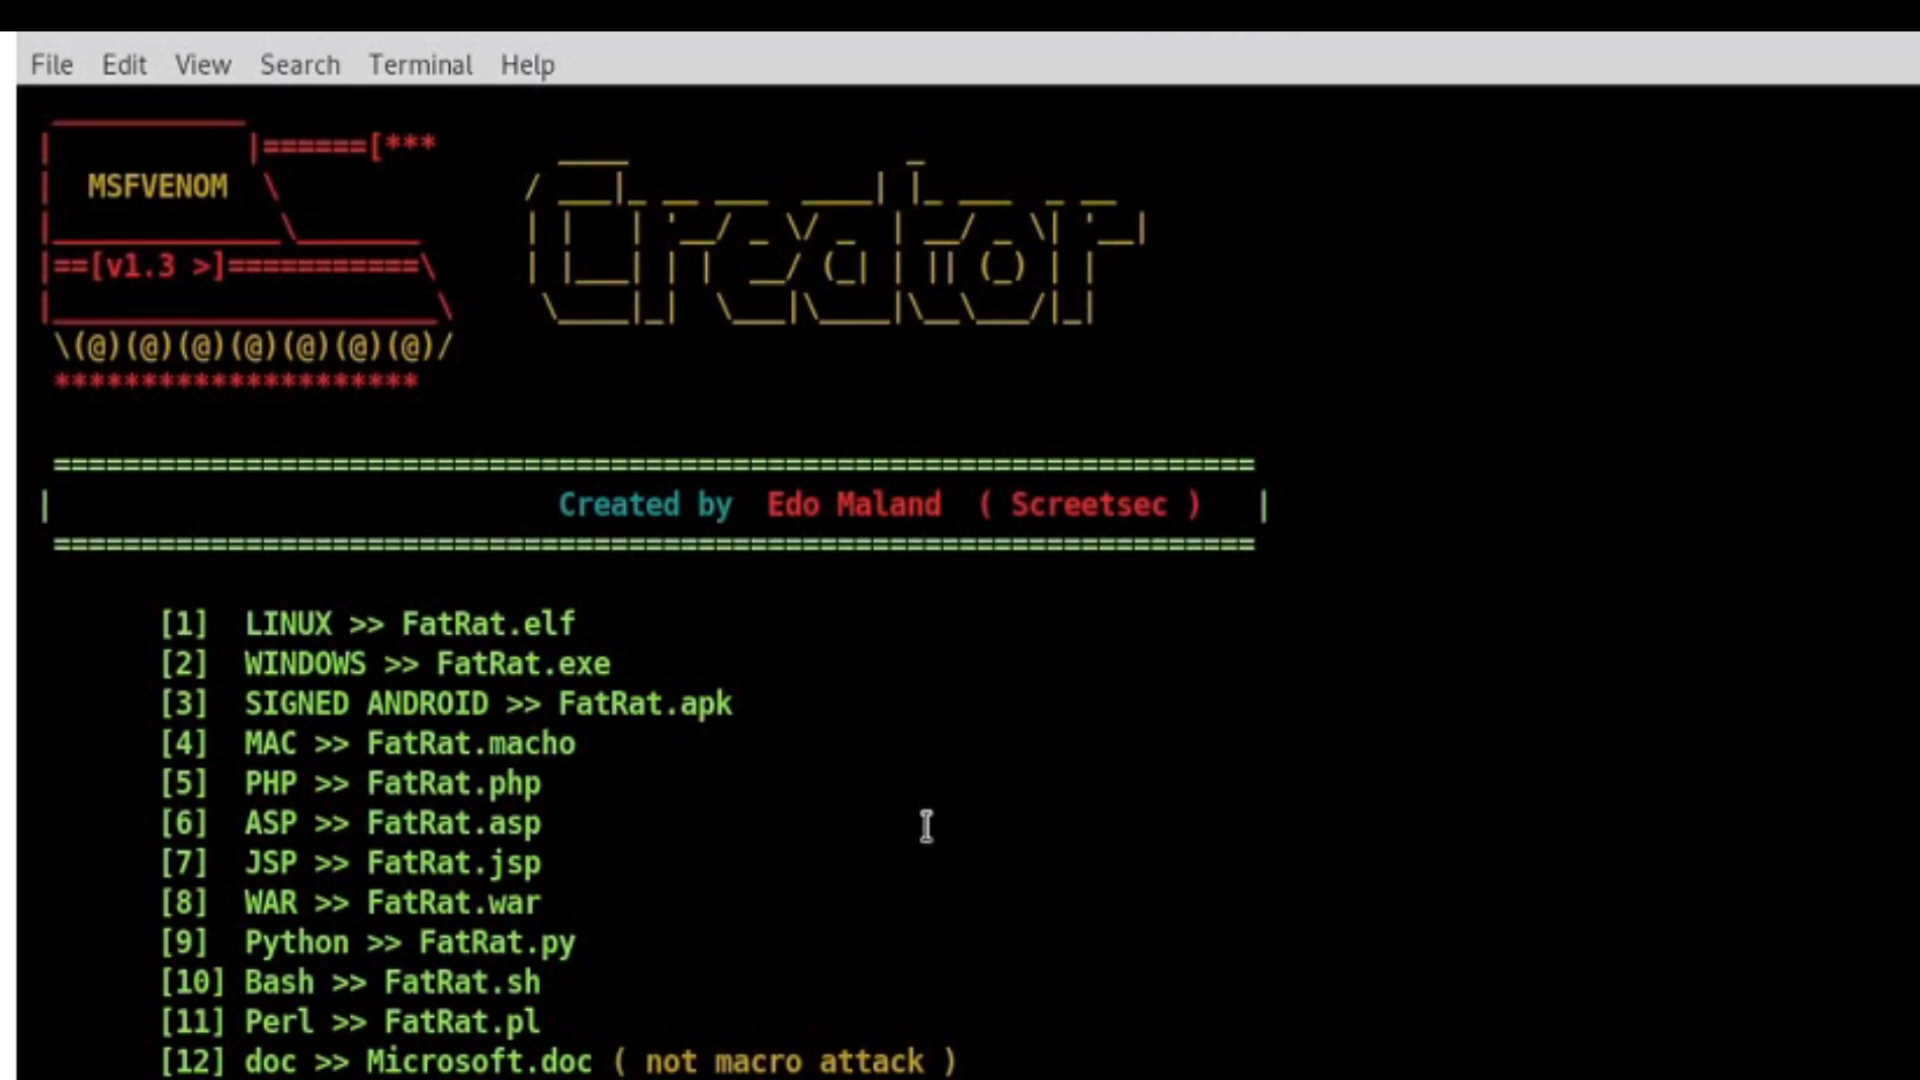 File Edit View Search Terminal Help
|======[***
MSFVENOM
Creator
|==[v1.3 >]===========\
\(@)(@)(@)(@)(@)(@)(@)/
*********************
Created by Edo Maland ( Screetsec )
[1] LINUX >> FatRat.elf
[2] WINDOWS >> FatRat.exe
[3] SIGNED ANDROID >> FatRat.apk
[4] MAC >> FatRat.macho
[5] PHP >> FatRat.php
[6] ASP >> FatRat.asp
[7] JSP >> FatRat.jsp
[8] WAR >> FatRat.war
[9] Python >> FatRat.py
[10] Bash >> FatRat.sh
[11] Perl >> FatRat.pl
[12] doc >> Microsoft.doc ( not macro attack )